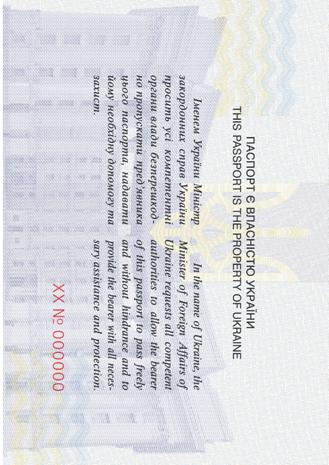 ПАСПОРТ Є ВЛАСНІСТЮ УКРАЇНИ
THIS PASSPORT IS THE PROPERTY OF UKRAINE
Іменем України Міністр
закордонних справ України
просить усі компетентні
органи влади безперешкод-
но пропускати пред'явника
цього паспорта, надавати
йому необхідну допомогу та
захист.
In the name of Ukraine, the
Minister of Foreign Affairs of
Ukraine requests all competent
authorities to allow the bearer
of this passport to pass freely
and without hindrance and to
provide the bearer with all neces-
sary assistance and protection.
XX № 000000